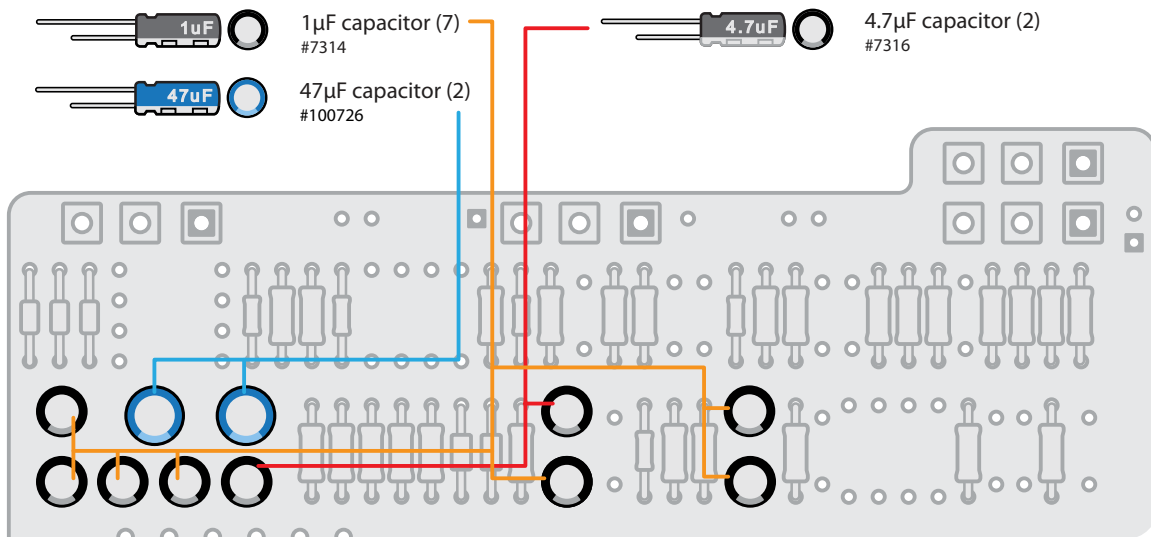 1uF
1µF capacitor (7)
#7314
4.7uF
4.7µF capacitor (2)
#7316
47uF
47µF capacitor (2)
#100726